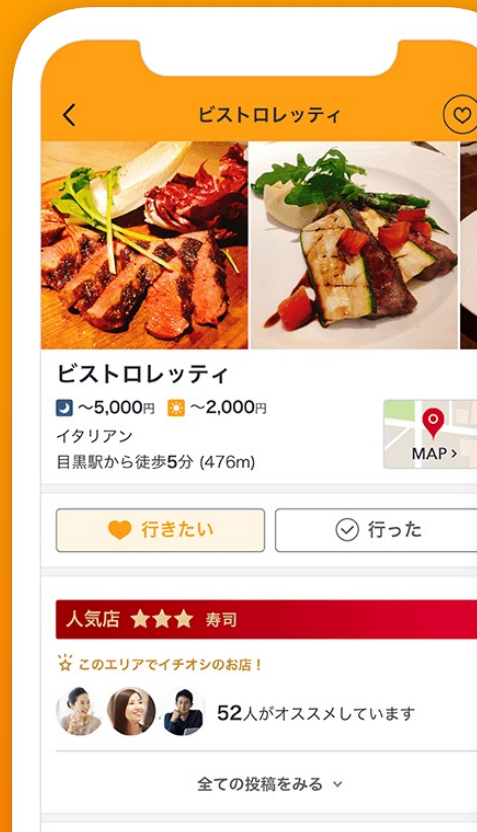 ビストロレッティ
ビストロレッティ
~5,000円 ~2,000円
イタリアン
目黒駅から徒歩5分 (476m)
MAP>
行きたい
行った
人気店 ★★★ 寿司
このエリアでイチオシのお店！
52人がオススメしています
全ての投稿をみる